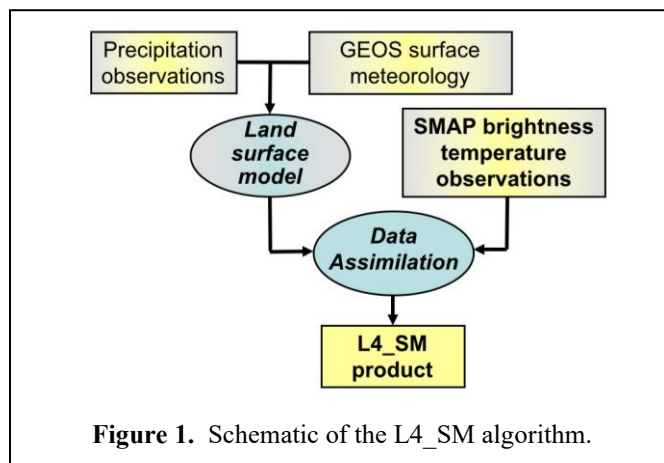 Precipitation
observations
GEOS surface
meteorology
Land
surface
model
SMAP brightness
temperature
observations
Data
Assimilation
L4_SM
product
Figure 1. Schematic of the L4_SM algorithm.